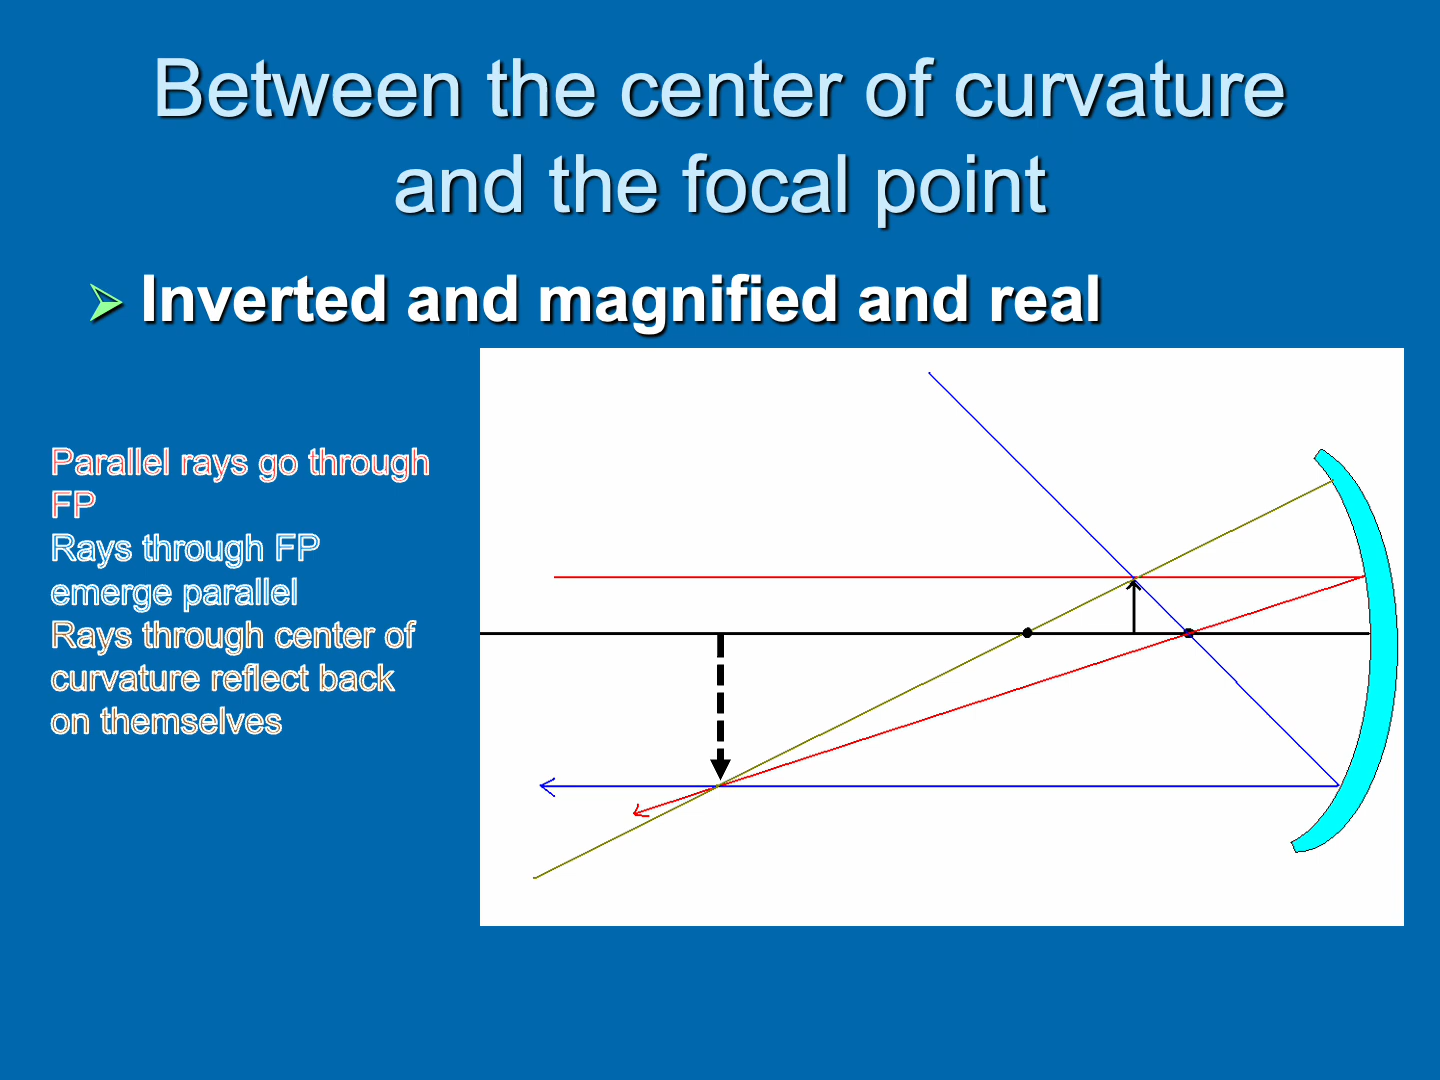 Between the center of curvature
and the focal point
Inverted and magnified and real
Parallel rays go through
FP
Rays through FP
emerge parallel
Rays through center of
curvature reflect back
on themselves